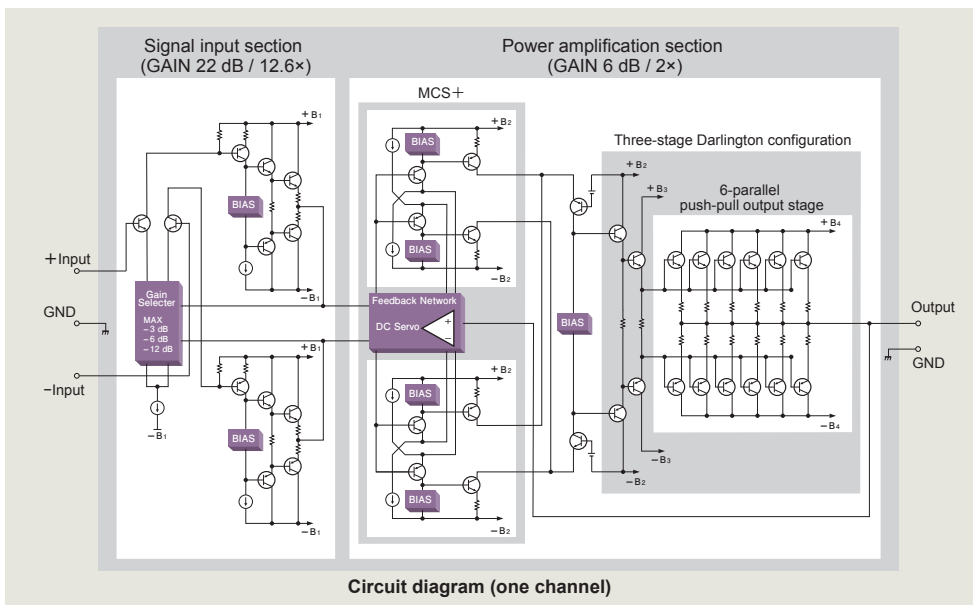 Signal input section
(GAIN 22 dB / 12.6×)
Power amplification section
(GAIN 6 dB / 2×)
MCS+
Three-stage Darlington configuration
6-parallel
push-pull output stage
+B1
BIAS
−B1
+B1
BIAS
−B1
+Input
GND
−Input
Gain
Selecter
MAX
−3 dB
−6 dB
−12 dB
−B1
+B2
BIAS
BIAS
−B2
Feedback Network
DC Servo
+
−
+B2
BIAS
BIAS
−B2
BIAS
+B2
+B3
+B4
−B4
−B3
−B2
Output
GND
Circuit diagram (one channel)